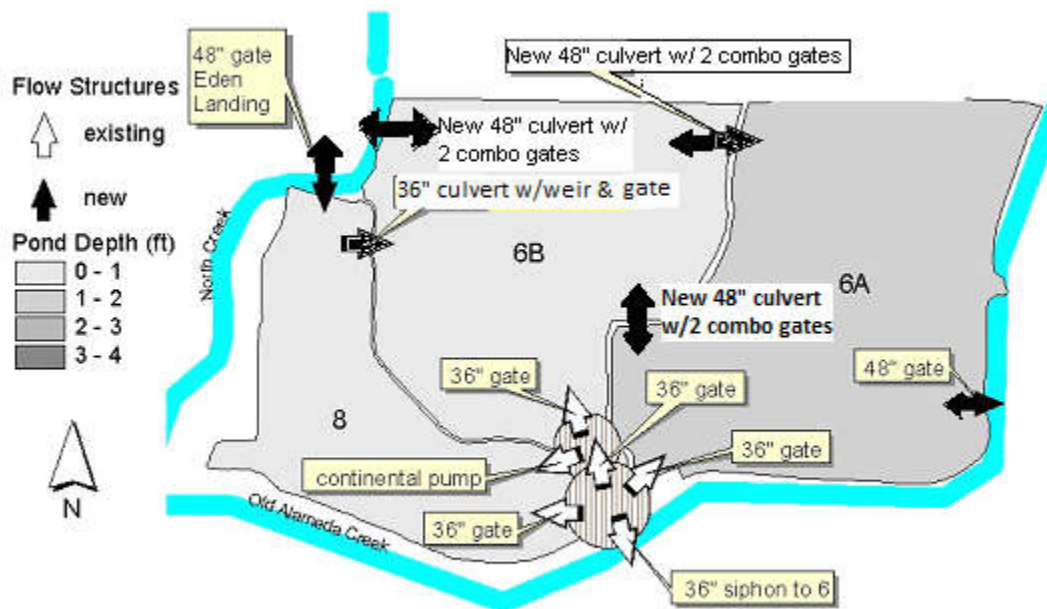 48" gate
Eden
Landing
New 48" culvert w/ 2 combo gates
Flow Structures
existing
new
Pond Depth (ft)
0 - 1
1 - 2
2 - 3
3 - 4
New 48" culvert w/
2 combo gates
36" culvert w/weir & gate
North Creek
6B
6A
New 48" culvert
w/2 combo gates
36" gate
36" gate
48" gate
8
36" gate
continental pump
N
Old Alameda Creek
36" gate
36" siphon to 6